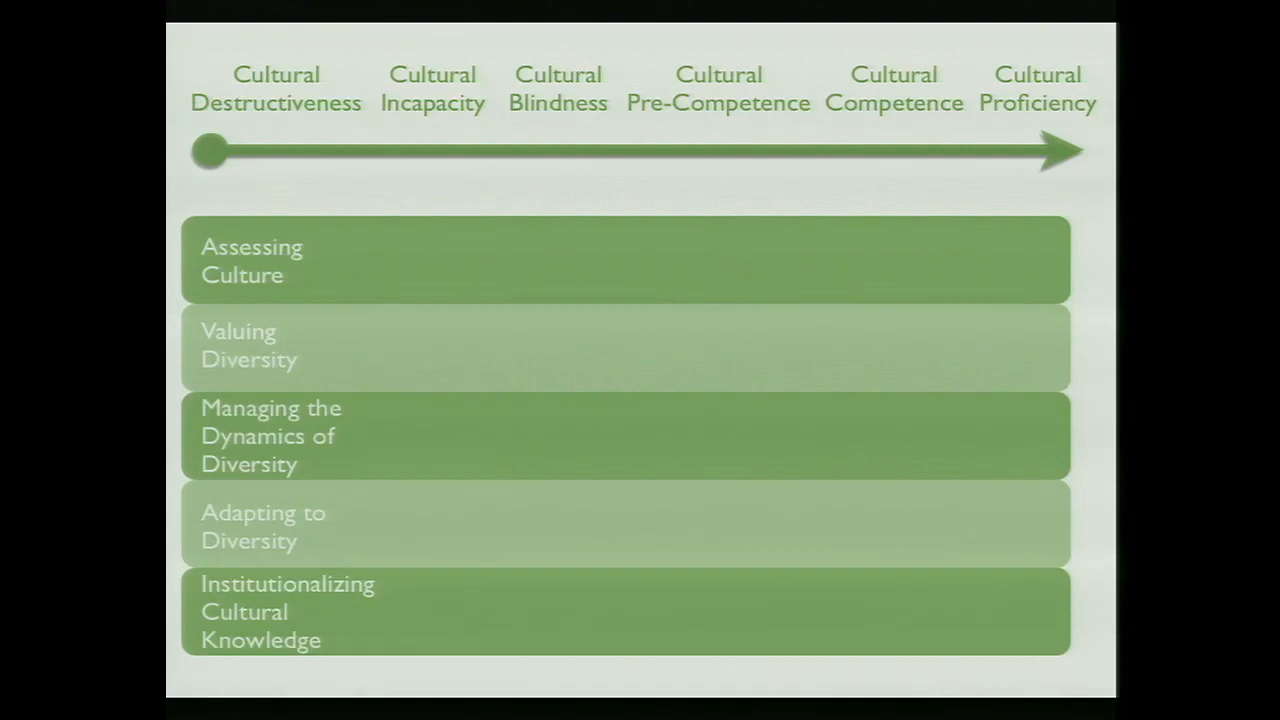 Cultural Destructiveness
Cultural Incapacity
Cultural Blindness
Cultural Pre-Competence
Cultural Competence
Cultural Proficiency
Assessing
Culture
Valuing
Diversity
Managing the
Dynamics of
Diversity
Adapting to
Diversity
Institutionalizing
Cultural
Knowledge